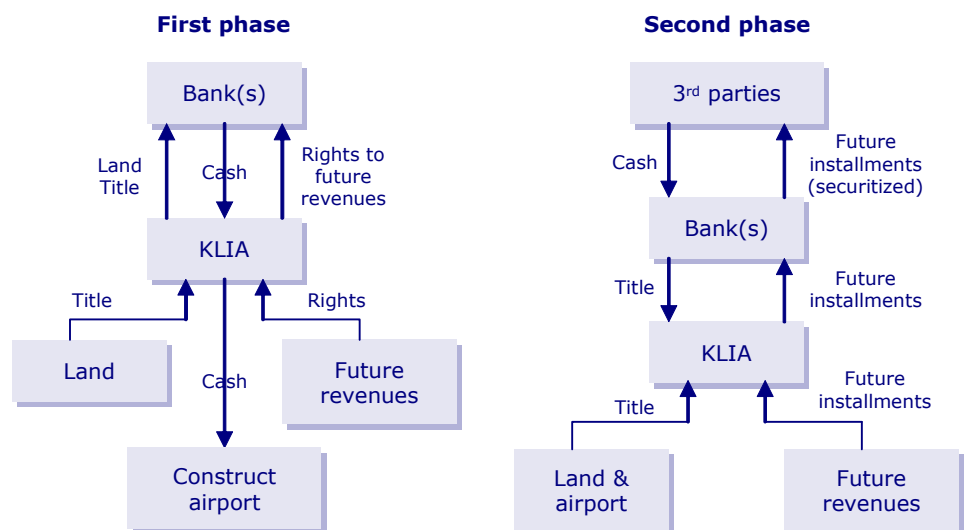 First phase
Bank(s)
Land
Title
Cash
Rights to
future
revenues
KLIA
Title
Rights
Land
Cash
Future
revenues
Construct
airport
Second phase
3rd parties
Cash
Future
installments
(securitized)
Bank(s)
Title
Future
installments
KLIA
Title
Future
installments
Land &
airport
Future
revenues